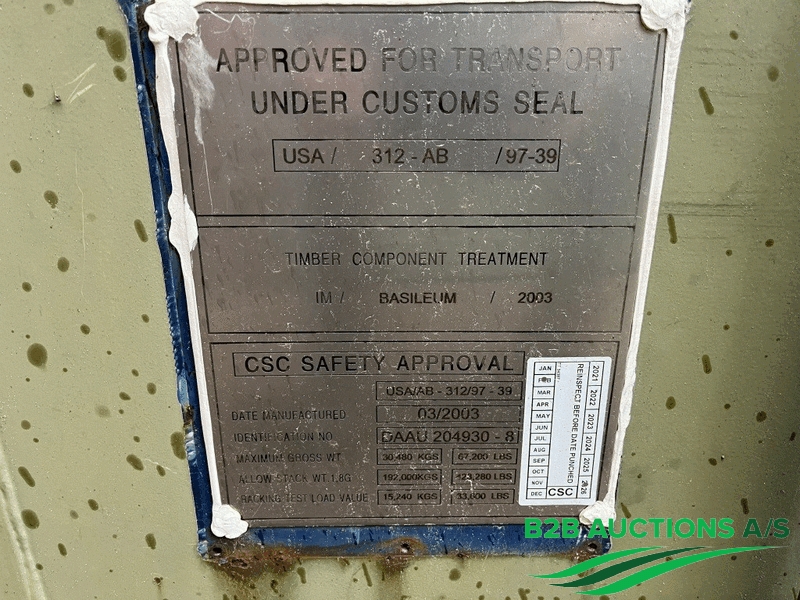 APPROVED FOR TRANSPORT
UNDER CUSTOMS SEAL
USA / 312 - AB / 97-39
TIMBER COMPONENT TREATMENT
IM / BASILEUM / 2003
CSC SAFETY APPROVAL
USA/AB - 312/97 - 39
DATE MANUFACTURED 03/2003
IDENTIFICATION NO. DAAU 204930 - 8
MAXIMUM GROSS WT. 30,480 KGS 67,200 LBS
ALLOW STACK WT. 1,8G 192,000KGS 423,280 LBS
RACKING TEST LOAD VALUE 15,240 KGS 33,600 LBS
JAN
FEB
MAR
APR
MAY
JUN
JUL
AUG
SEP
OCT
NOV
DEC
CSC
REINSPECT BEFORE DATE PUNCHED
2021 2022 2023 2024 2025 2026
B2B AUCTIONS A/S